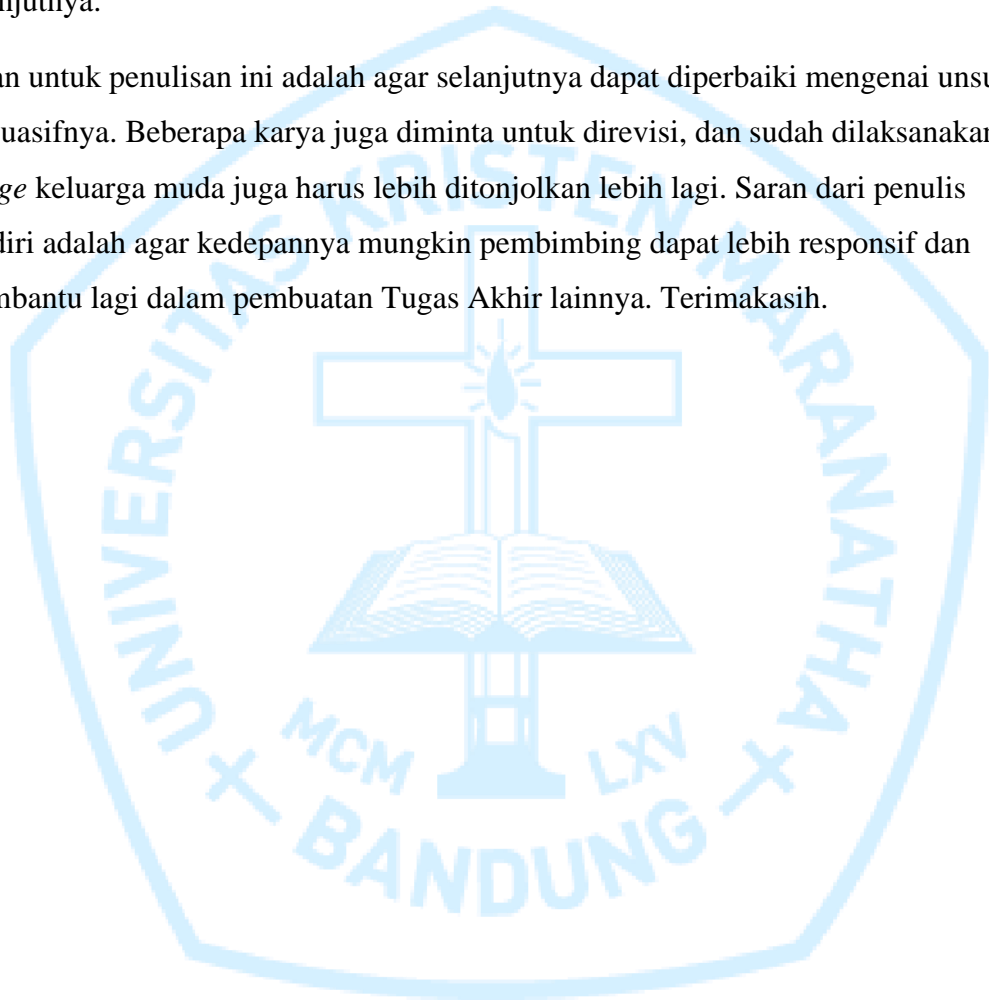 njutnya.
an untuk penulisan ini adalah agar selanjutnya dapat diperbaiki mengenai unsu
uasifnya. Beberapa karya juga diminta untuk direvisi, dan sudah dilaksanakan
ge keluarga muda juga harus lebih ditonjolkan lebih lagi. Saran dari penulis
diri adalah agar kedepannya mungkin pembimbing dapat lebih responsif dan
mbantu lagi dalam pembuatan Tugas Akhir lainnya. Terimakasih.
UNIVERSITAS KRISTEN MARANATHA
MCM LXV
BANDUNG